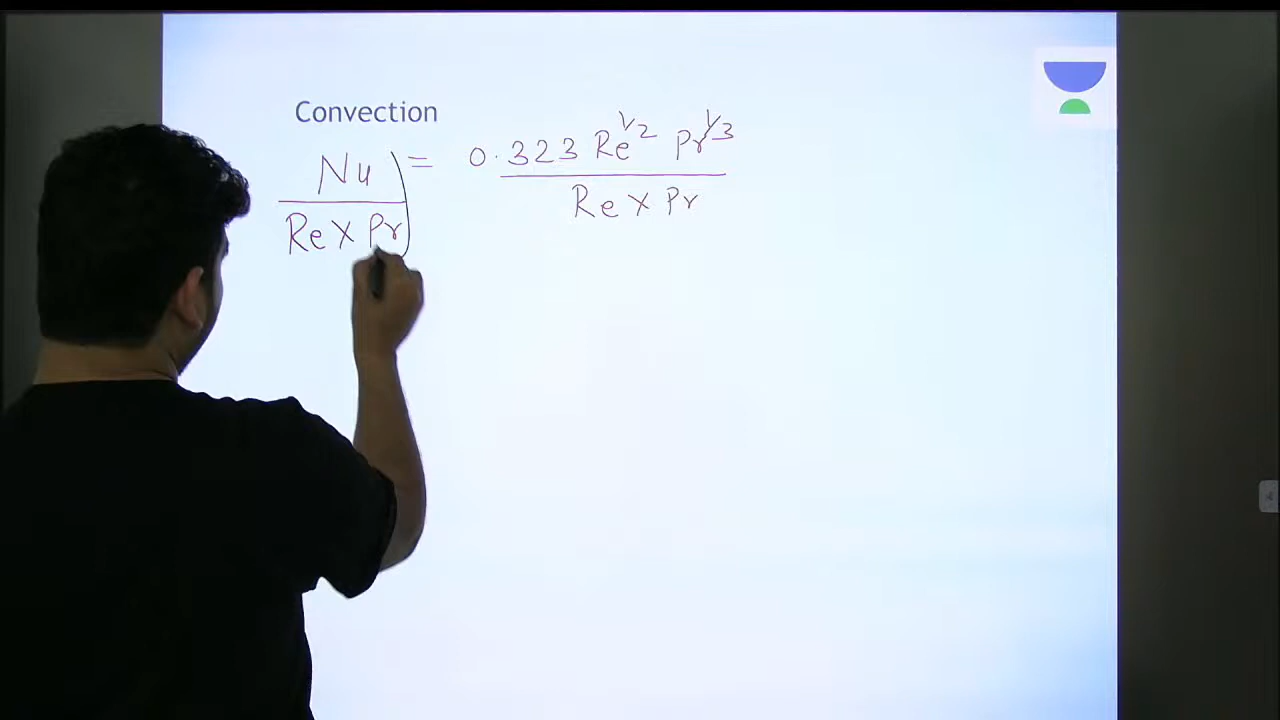 Convection
Nu = 0.323 Re^1/2 Pr^1/3
Re X Pr Re X Pr